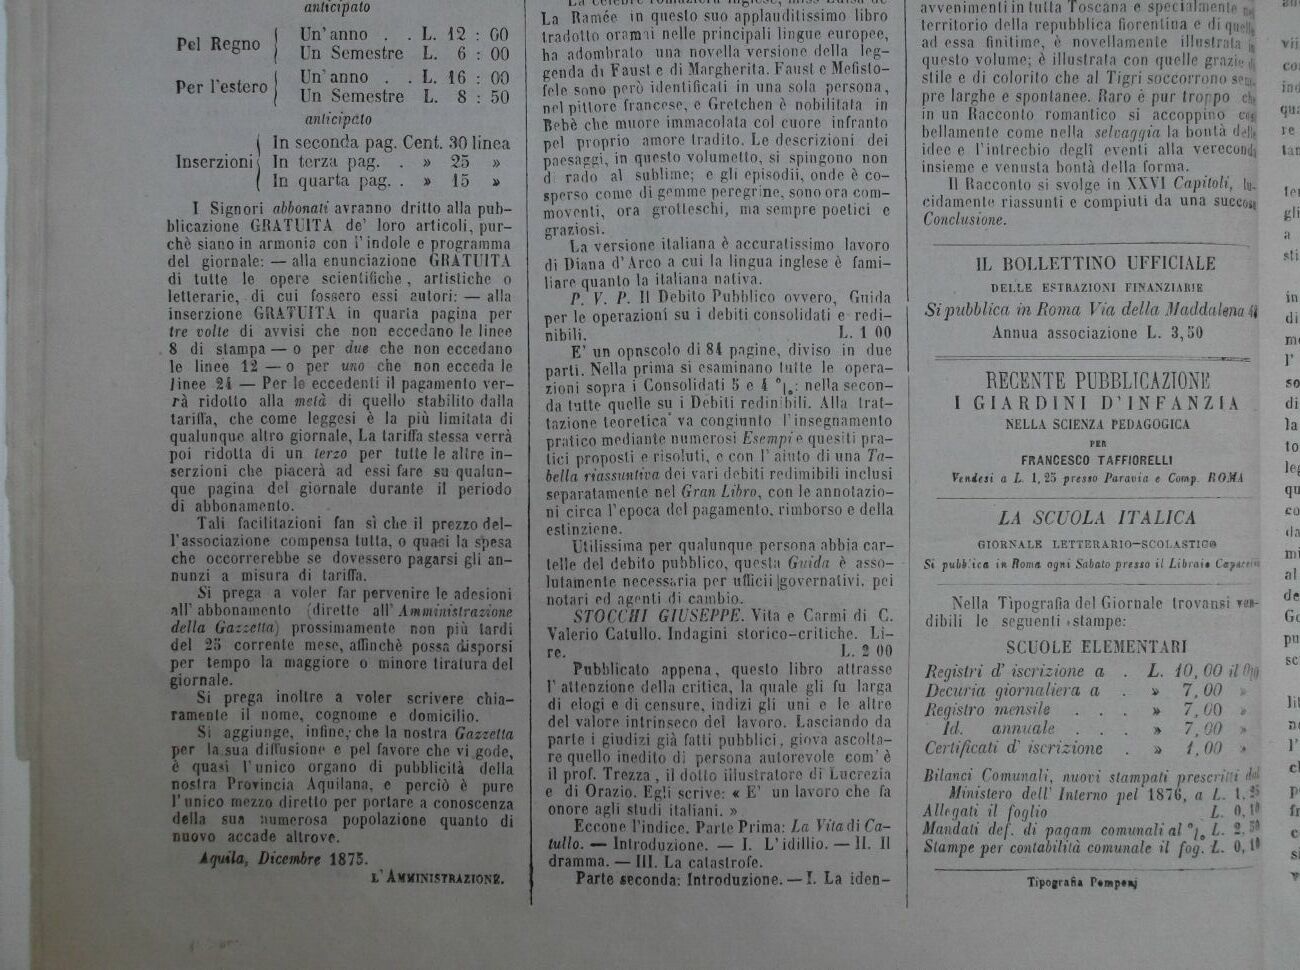 anticipato
Pel Regno
Un' anno . . L. 12 : 00
Un Semestre L. 6 : 00
Per l'estero
Un' Anno . . L. 16 : 00
Un Semestre L. 8 : 50
anticipato
Inserzioni
In seconda pag. Cent. 30 linea
In terza pag. . » 25 »
In quarta pag. . » 15 »
I Signori abbonati avranno dritto alla pub-
blicazione GRATUITA de' loro articoli, pur-
chè siano in armonia con l'indole e programma
del giornale: — alla enunciazione GRATUITA
di tutte le opere scientifiche, artistiche o
letterarie, di cui fossero essi autori: — alla
inserzione GRATUITA in quarta pagina per
tre volte di avvisi che non eccedano le linee
8 di stampa — o per due che non eccedano
le linee 12 — o per uno che non ecceda le
linee 24 — Per le eccedenti il pagamento ver-
rà ridotto alla metà di quello stabilito dalla
tariffa, che come leggesi è la più limitata di
qualunque altro giornale, La tariffa stessa verrà
poi ridotta di un terzo per tutte le altre in-
serzioni che piacerà ad essi fare su qualun-
que pagina del giornale durante il periodo
di abbonamento.
Tali facilitazioni fan sì che il prezzo del-
l'associazione compensa tutta, o quasi la spesa
che occorrerebbe se dovessero pagarsi gli an-
nunzi a misura di tariffa.
Si prega a voler far pervenire le adesioni
all' abbonamento (dirette all' Amministrazione
della Gazzetta) prossimamente non più tardi
del 25 corrente mese, affinchè possa disporsi
per tempo la maggiore o minore tiratura del
giornale.
Si prega inoltre a voler scrivere chia-
ramente il nome, cognome e domicilio.
Si aggiunge, infine, che la nostra Gazzetta
per la sua diffusione e pel favore che vi gode,
è quasi l'unico organo di pubblicità della
nostra Provincia Aquilana, e perciò è pure
l'unico mezzo diretto per portare a conoscenza
della sua numerosa popolazione quanto di
nuovo accade altrove.
Aquila, Dicembre 1875.
L'AMMINISTRAZIONE.
La celebre romanziera inglese, miss Luisa de
La Ramée in questo suo applauditissimo libro
tradotto oramai nelle principali lingue europee,
ha adombrato una novella versione della leg-
genda di Faust e di Margherita. Faust e Mefisto-
fele sono però identificati in una sola persona,
nel pittore francese, e Gretchen è nobilitata in
Bebè che muore immacolata col cuore infranto
pel proprio amore tradito. Le descrizioni dei
paesaggi, in questo volumetto, si spingono non
di rado al sublime; e gli episodii, onde è co-
sperso come di gemme peregrine, sono ora com-
moventi, ora grotteschi, ma sempre poetici e
graziosi.
La versione italiana è accuratissimo lavoro
di Diana d'Arco a cui la lingua inglese è fami-
liare quanto la italiana nativa.
P. V. P. Il Debito Pubblico ovvero, Guida
per le operazioni su i debiti consolidati e redi-
nibili. L. 1 00
E' un opnscolo di 84 pagine, diviso in due
parti. Nella prima si esaminano tutte le opera-
zioni sopra i Consolidati 5 e 4 %: nella secon-
da tutte quelle su i Debiti redinibili. Alla trat-
tazione teoretica va congiunto l'insegnamento
pratico mediante numerosi Esempi e quesiti pra-
tici proposti e risoluti, e con l'aiuto di una Ta-
bella riassuntiva dei vari debiti redimibili inclusi
separatamente nel Gran Libro, con le annotazio-
ni circa l'epoca del pagamento, rimborso e della
estinzione.
Utilissima per qualunque persona abbia car-
telle del debito pubblico, questa Guida è asso-
lutamente necessaria per ufficii governativi, pei
notari ed agenti di cambio.
STOCCHI GIUSEPPE. Vita e Carmi di C.
Valerio Catullo. Indagini storico-critiche. Li-
re. L. 2 00
Pubblicato appena, questo libro attrasse
l'attenzione della critica, la quale gli fu larga
di elogi e di censure, indizi gli uni e le altre
del valore intrinseco del lavoro. Lasciando da
parte i giudizi già fatti pubblici, giova ascolta-
re quello inedito di persona autorevole com' è
il prof. Trezza, il dotto illustratore di Lucrezia
e di Orazio. Egli scrive: « E' un lavoro che fa
onore agli studi italiani. »
Eccone l'indice. Parte Prima: La Vita di Ca-
tullo. — Introduzione. — I. L'idillio. — II. Il
dramma. — III. La catastrofe.
Parte seconda: Introduzione. — I. La iden-
avvenimenti in tutta Toscana e specialmente
territorio della repubblica fiorentina e di quelle
ad essa finitime, è novellamente illustrata
questo volume; è illustrata con quelle grazie
stile e di colorito che al Tigri soccorrono sem-
pre larghe e spontanee. Raro è pur troppo
in un Racconto romantico si accoppino
bellamente come nella selvaggia la bontà delle
idee e l'intrechio degli eventi alla vereconda
insieme e venusta bontà della forma.
Il Racconto si svolge in XXVI Capitoli, lu-
cidamente riassunti e compiuti da una succosa
Conclusione.
IL BOLLETTINO UFFICIALE
DELLE ESTRAZIONI FINANZIARIE
Si pubblica in Roma Via della Maddalena
Annua associazione L. 3,50
RECENTE PUBBLICAZIONE
I GIARDINI D'INFANZIA
NELLA SCIENZA PEDAGOGICA
PER
FRANCESCO TAFFIORELLI
Vendesi a L. 1,25 presso Paravia e Comp. ROMA
LA SCUOLA ITALICA
GIORNALE LETTERARIO-SCOLASTICO
Si pubblica in Roma ogni Sabato presso il Libraio
Nella Tipografia del Giornale trovansi ven-
dibili le seguenti stampe:
SCUOLE ELEMENTARI
Registri d' iscrizione a . L. 10,00 il
Decuria giornaliera a . » 7,00 »
Registro mensile . . . » 7,00 »
Id. annuale . . . » 7,00 »
Certificati d' iscrizione . » 1,00 »
Bilanci Comunali, nuovi stampati prescritti dal
Ministero dell' Interno pel 1876, a L. 1,25
Allegati il foglio L. 0,10
Mandati def. di pagam comunali al % L. 2,50
Stampe per contabilità comunale il fog. L. 0,10
Tipografia Pomponj